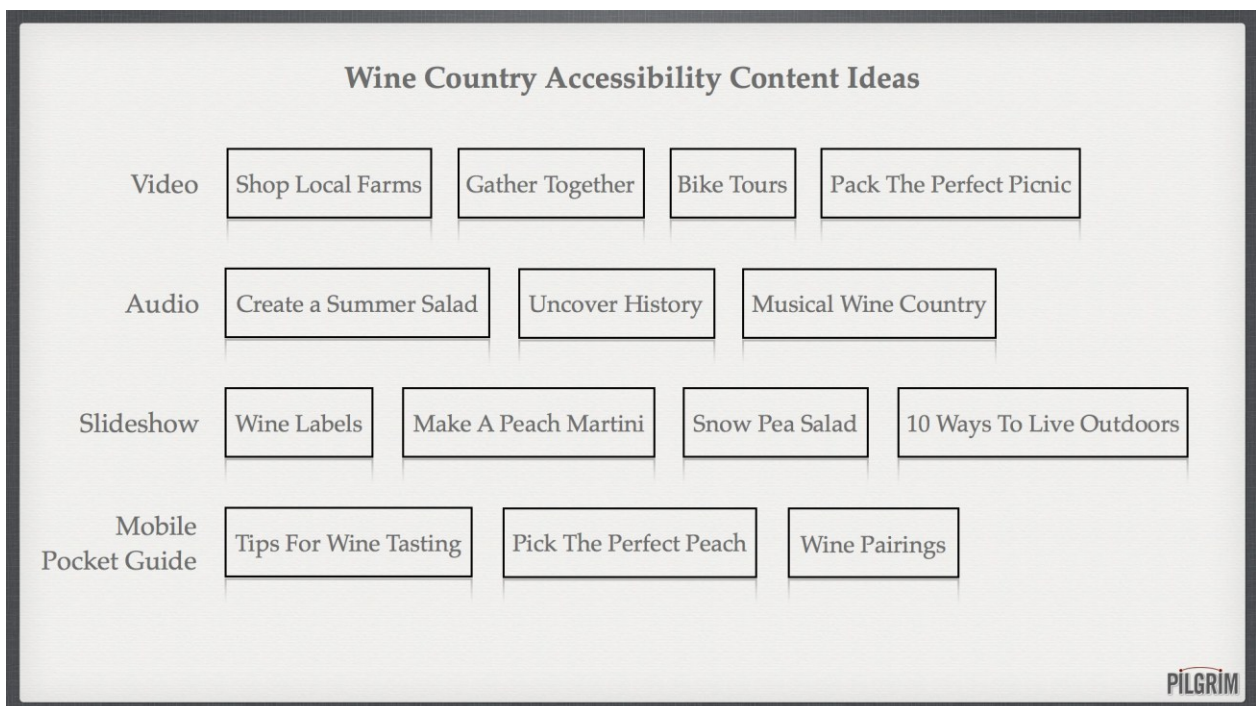 Wine Country Accessibility Content Ideas
Video Shop Local Farms Gather Together Bike Tours Pack The Perfect Picnic
Audio Create a Summer Salad Uncover History Musical Wine Country
Slideshow Wine Labels Make A Peach Martini Snow Pea Salad 10 Ways To Live Outdoors
Mobile
Pocket Guide Tips For Wine Tasting Pick The Perfect Peach Wine Pairings
PILGRIM